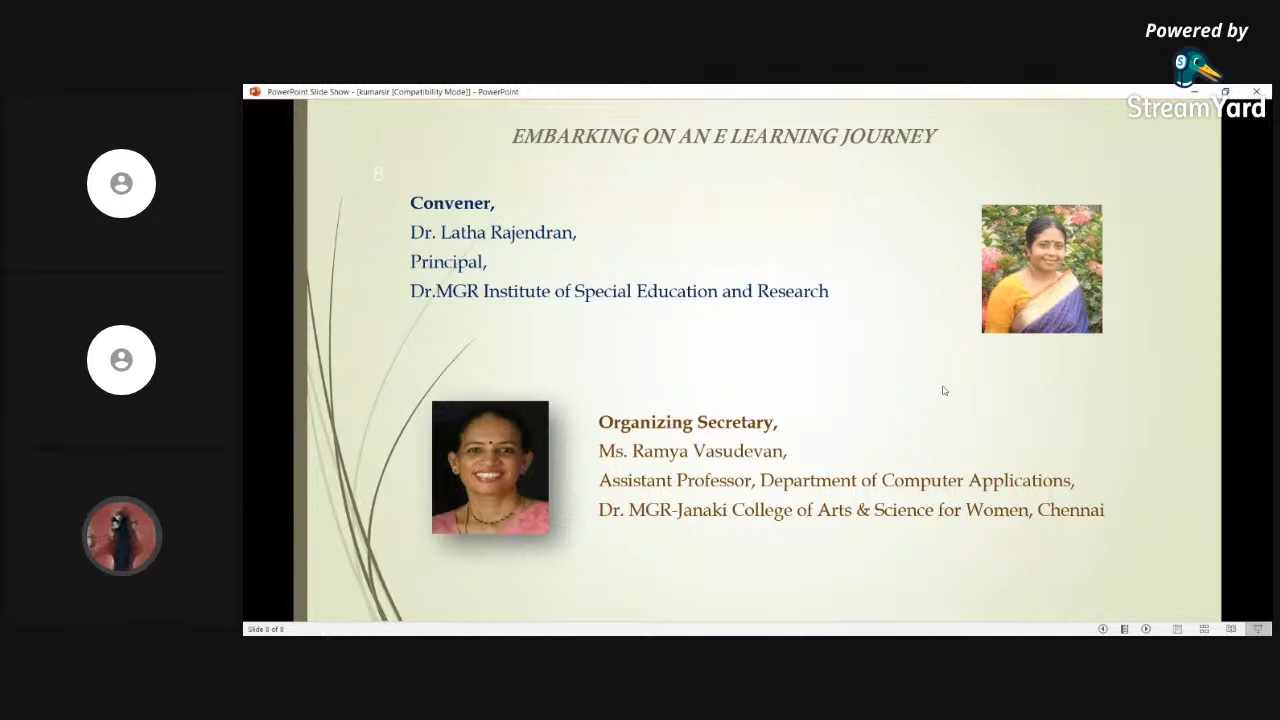 Powered by
StreamYard
PowerPoint Slide Show - [kumarsir [Compatibility Mode]] - PowerPoint
EMBARKING ON AN E LEARNING JOURNEY
8
Convener,
Dr. Latha Rajendran,
Principal,
Dr.MGR Institute of Special Education and Research
Organizing Secretary,
Ms. Ramya Vasudevan,
Assistant Professor, Department of Computer Applications,
Dr. MGR-Janaki College of Arts & Science for Women, Chennai